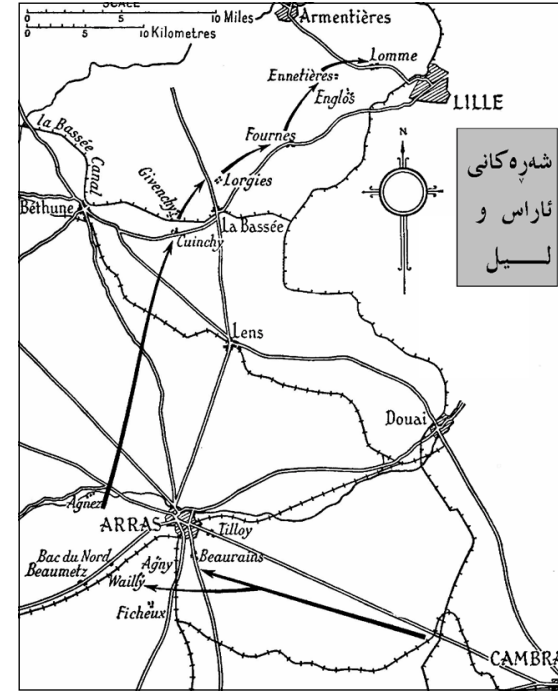 SCALE
0 5 10 Miles
0 5 10 Kilometres
Armentières
Lomme
Ennetières
Englos
LILLE
la Bassée
Canal
Fournes
N
شەڕەکانی
ئاراس و
لـــــیل
Givenchy
Lorgies
Béthune
La Bassée
Cuinchy
Lens
Douai
Agnez
ARRAS
Tilloy
Bac du Nord
Beaurains
Agny
Beaumetz
Wailly
Ficheux
CAMBRA